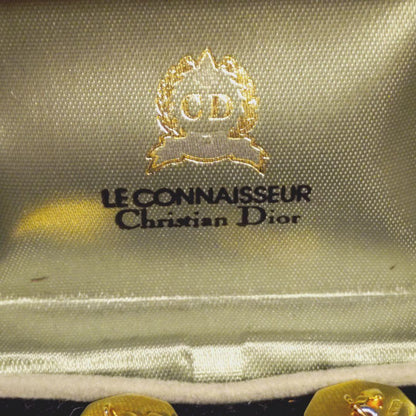 CD
LE CONNAISSEUR
Christian Dior